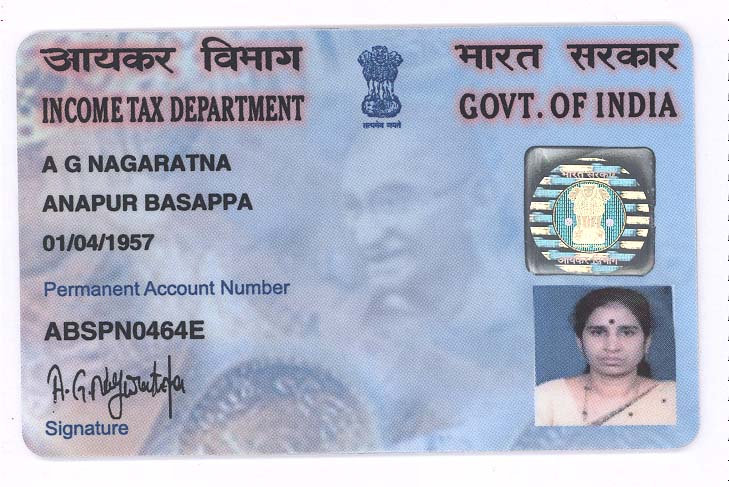 आयकर विभाग
भारत सरकार
INCOME TAX DEPARTMENT
GOVT. OF INDIA
सत्यमेव जयते
A G NAGARATNA
ANAPUR BASAPPA
01/04/1957
भारत सरकार
आयकर विभाग
Permanent Account Number
ABSPN0464E
A.G.Nagaratna
Signature